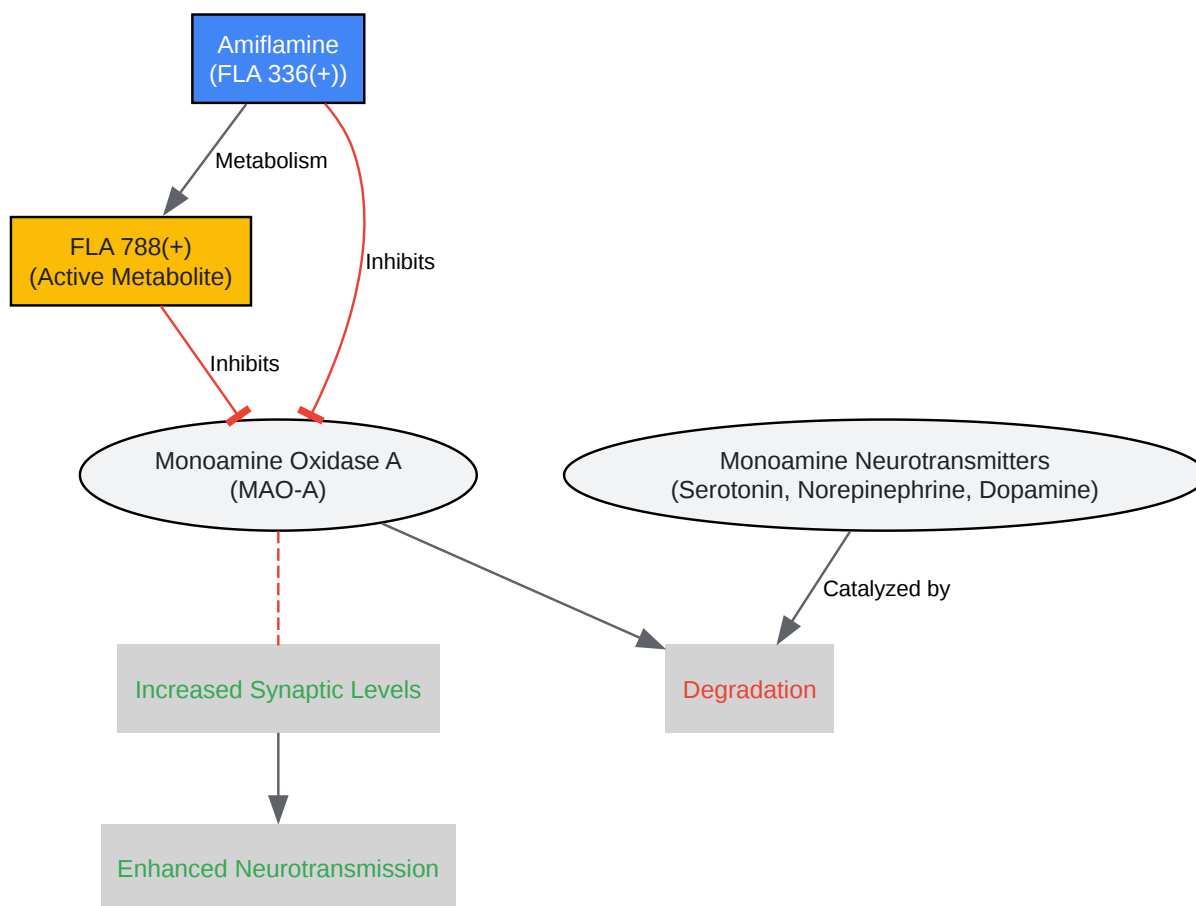 Amiflamine
(FLA 336(+))
Metabolism
FLA 788(+)
(Active Metabolite)
Inhibits
Inhibits
Monoamine Oxidase A
(MAO-A)
Monoamine Neurotransmitters
(Serotonin, Norepinephrine, Dopamine)
Catalyzed by
Increased Synaptic Levels
Degradation
Enhanced Neurotransmission